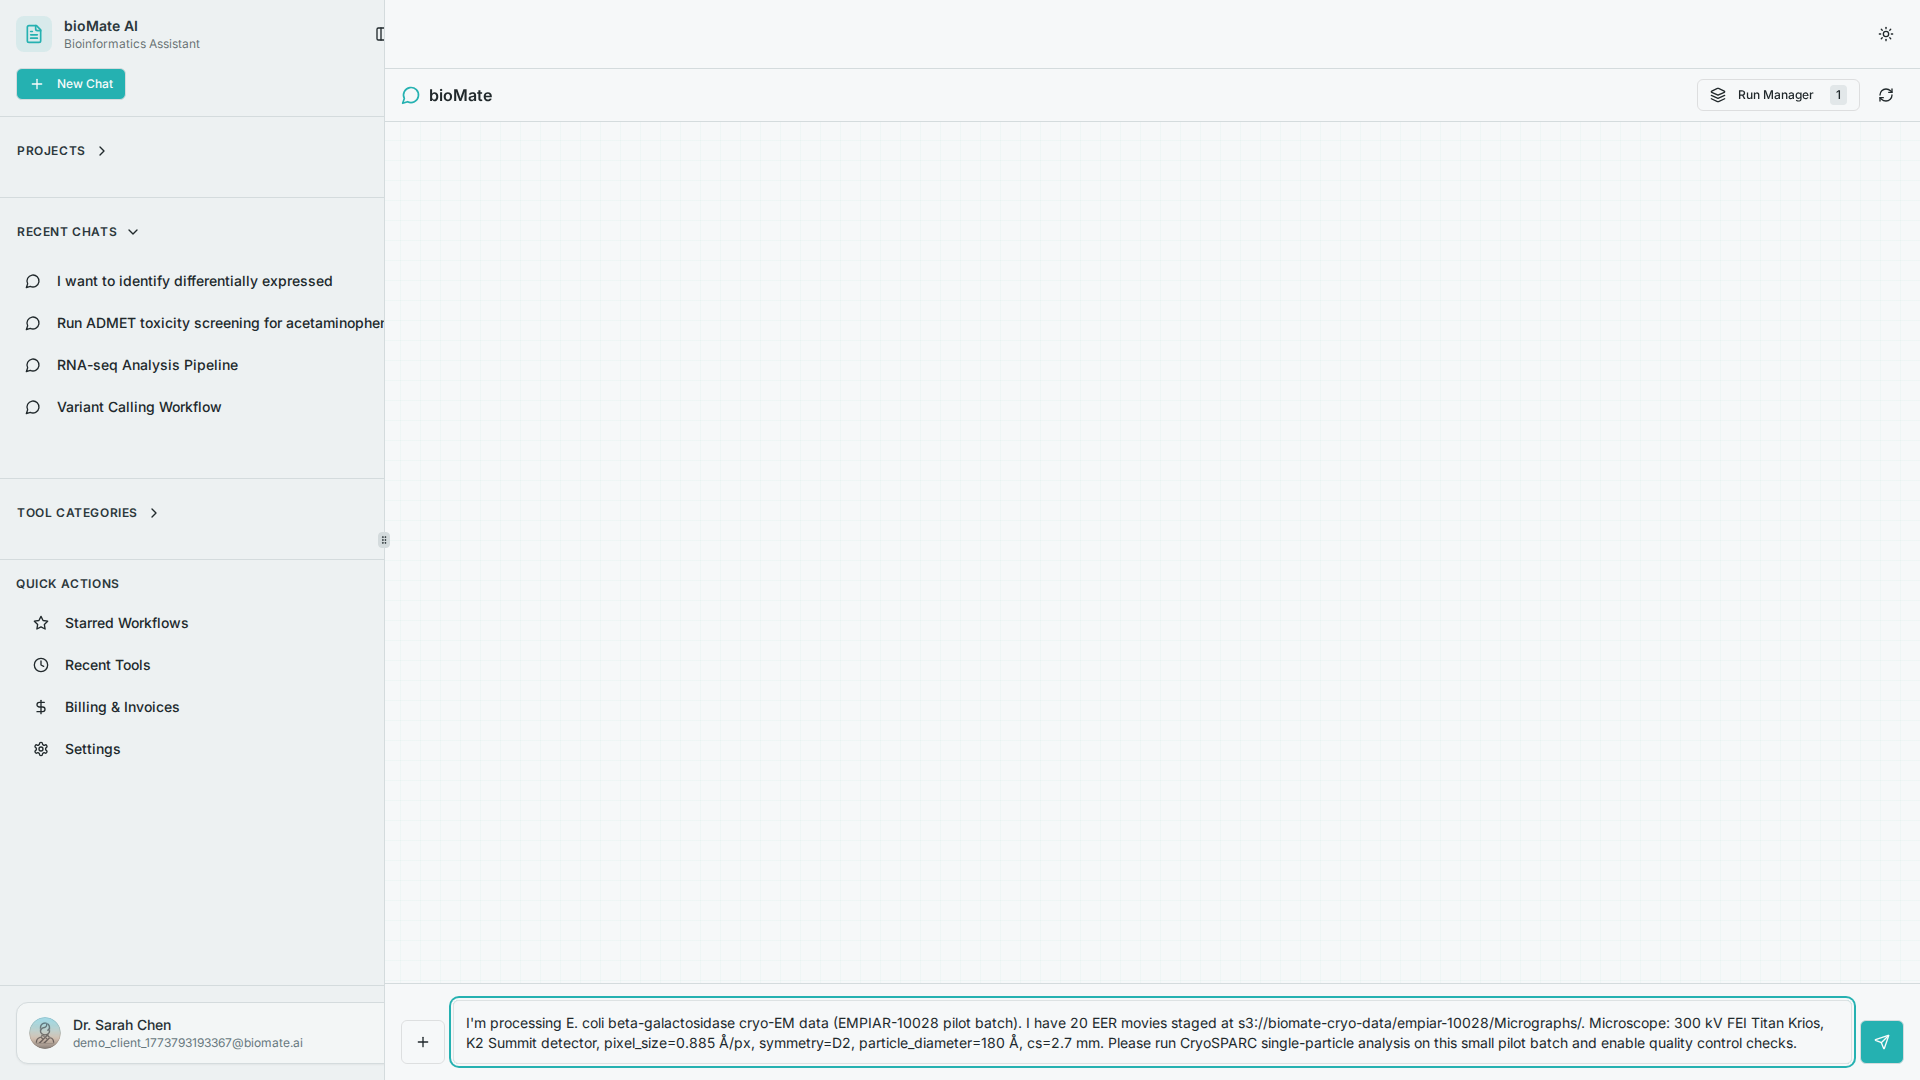 bioMate AI
Bioinformatics Assistant
New Chat
PROJECTS
RECENT CHATS
I want to identify differentially expressed
Run ADMET toxicity screening for acetaminophen
RNA-seq Analysis Pipeline
Variant Calling Workflow
TOOL CATEGORIES
QUICK ACTIONS
Starred Workflows
Recent Tools
Billing & Invoices
Settings
Dr. Sarah Chen
demo_client_1773793193367@biomate.ai
bioMate
Run Manager 1
I'm processing E. coli beta-galactosidase cryo-EM data (EMPIAR-10028 pilot batch). I have 20 EER movies staged at s3://biomate-cryo-data/empiar-10028/Micrographs/. Microscope: 300 kV FEI Titan Krios,
K2 Summit detector, pixel_size=0.885 Å/px, symmetry=D2, particle_diameter=180 Å, cs=2.7 mm. Please run CryoSPARC single-particle analysis on this small pilot batch and enable quality control checks.